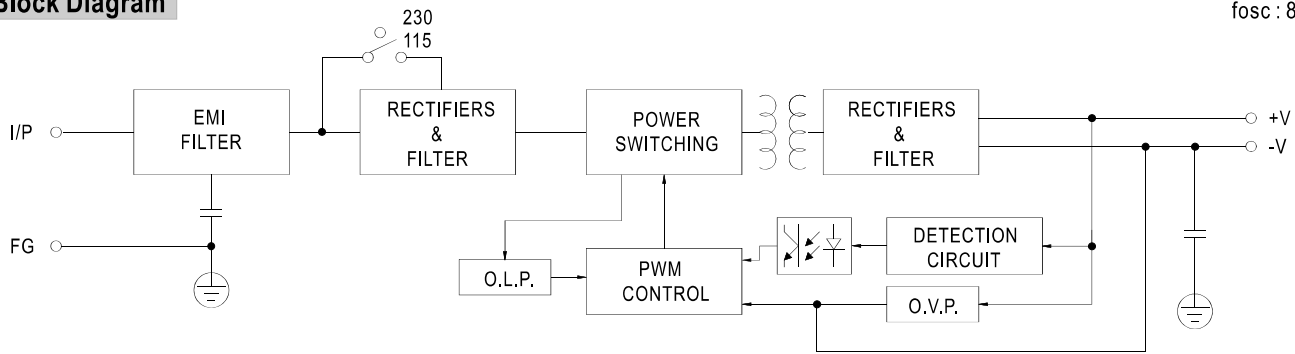 Block Diagram
fosc : 8
230
115
I/P
EMI
FILTER
RECTIFIERS
&
FILTER
POWER
SWITCHING
RECTIFIERS
&
FILTER
+V
-V
FG
O.L.P.
PWM
CONTROL
DETECTION
CIRCUIT
O.V.P.